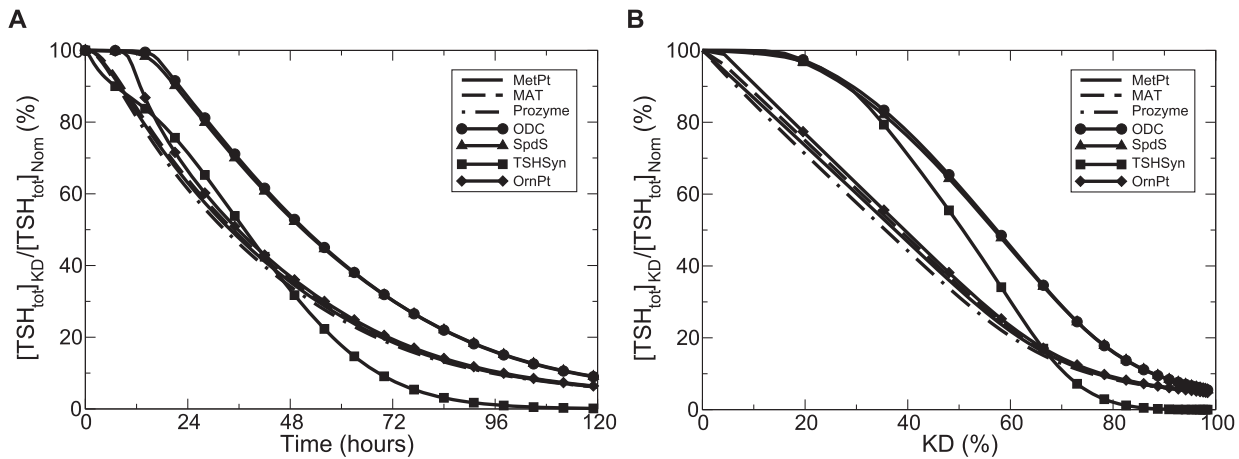 A
B
[TSHtot]KD/[TSHtot]Nom (%)
100
80
60
40
20
0
0
24
48
72
96
120
Time (hours)
MetPt
MAT
Prozyme
ODC
SpdS
TSHSyn
OrnPt
[TSHtot]KD/[TSHtot]Nom (%)
100
80
60
40
20
0
0
20
40
60
80
100
KD (%)
MetPt
MAT
Prozyme
ODC
SpdS
TSHSyn
OrnPt